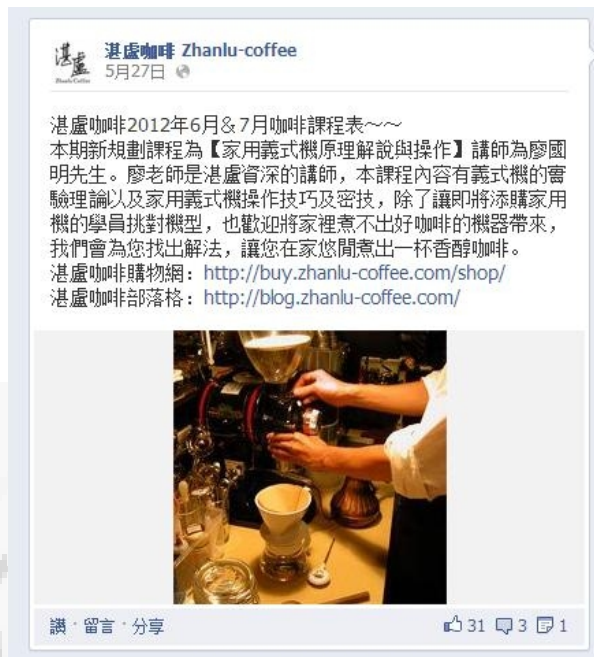 湛盧咖啡 Zhanlu-coffee
5月27日
湛盧
Zhanlu Coffee
湛盧咖啡2012年6月&7月咖啡課程表～～
本期新規劃課程為【家用義式機原理解說與操作】講師為廖國
明先生。廖老師是湛盧資深的講師，本課程內容有義式機的實
驗理論以及家用義式機操作技巧及密技，除了讓即將添購家用
機的學員挑對機型，也歡迎將家裡煮不出好咖啡的機器帶來，
我們會為您找出解法，讓您在家悠閒煮出一杯香醇咖啡。
湛盧咖啡購物網：http://buy.zhanlu-coffee.com/shop/
湛盧咖啡部落格：http://blog.zhanlu-coffee.com/
讚 · 留言 · 分享 31 3 1